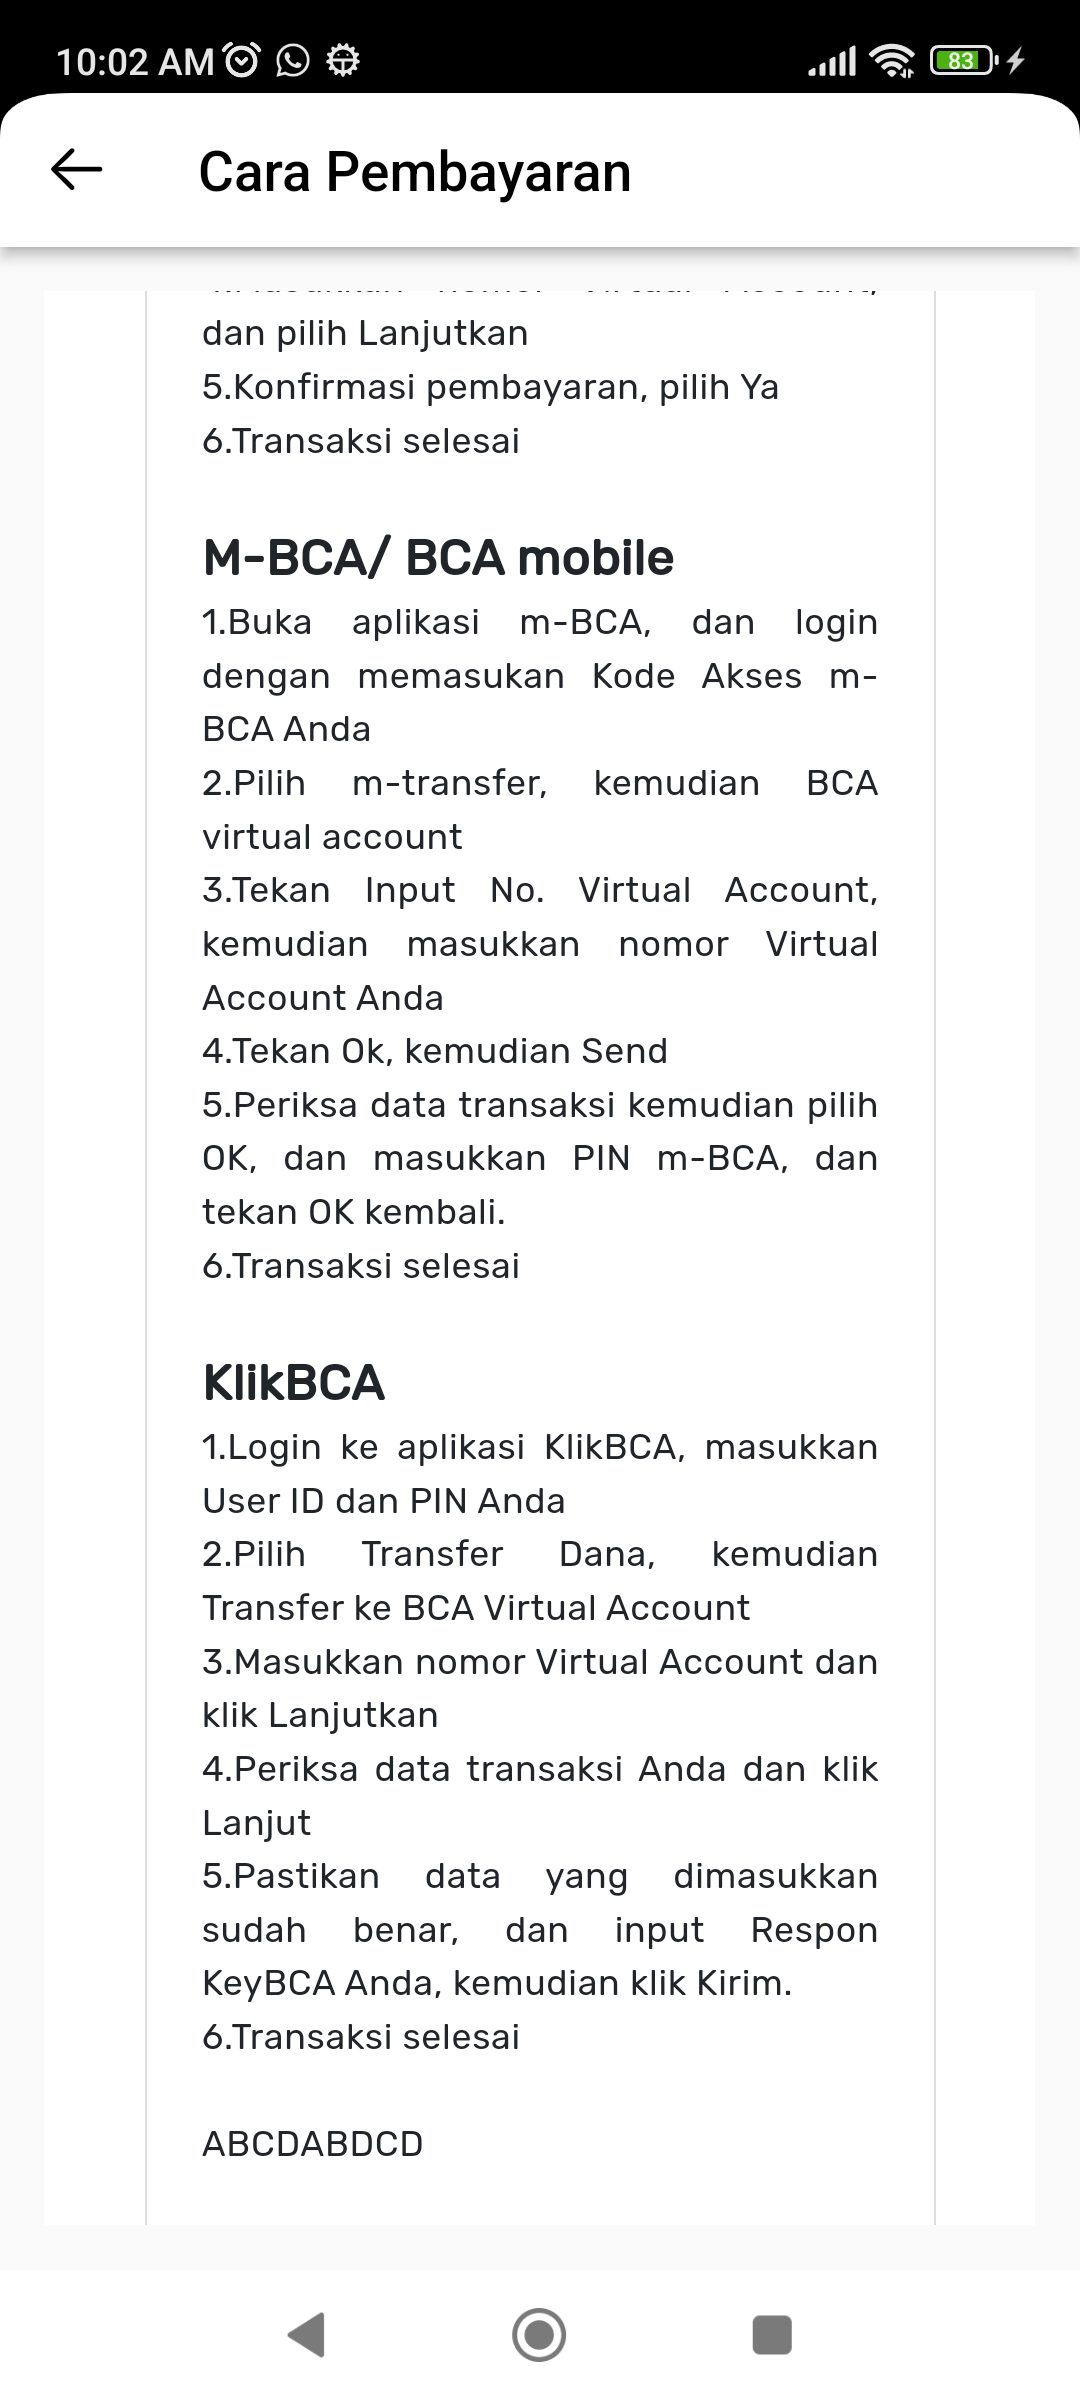 10:02 AM
83
Cara Pembayaran
dan pilih Lanjutkan
5.Konfirmasi pembayaran, pilih Ya
6.Transaksi selesai
M-BCA/ BCA mobile
1.Buka aplikasi m-BCA, dan login
dengan memasukan Kode Akses m-
BCA Anda
2.Pilih m-transfer, kemudian BCA
virtual account
3.Tekan Input No. Virtual Account,
kemudian masukkan nomor Virtual
Account Anda
4.Tekan Ok, kemudian Send
5.Periksa data transaksi kemudian pilih
OK, dan masukkan PIN m-BCA, dan
tekan OK kembali.
6.Transaksi selesai
KlikBCA
1.Login ke aplikasi KlikBCA, masukkan
User ID dan PIN Anda
2.Pilih Transfer Dana, kemudian
Transfer ke BCA Virtual Account
3.Masukkan nomor Virtual Account dan
klik Lanjutkan
4.Periksa data transaksi Anda dan klik
Lanjut
5.Pastikan data yang dimasukkan
sudah benar, dan input Respon
KeyBCA Anda, kemudian klik Kirim.
6.Transaksi selesai
ABCDABDCD